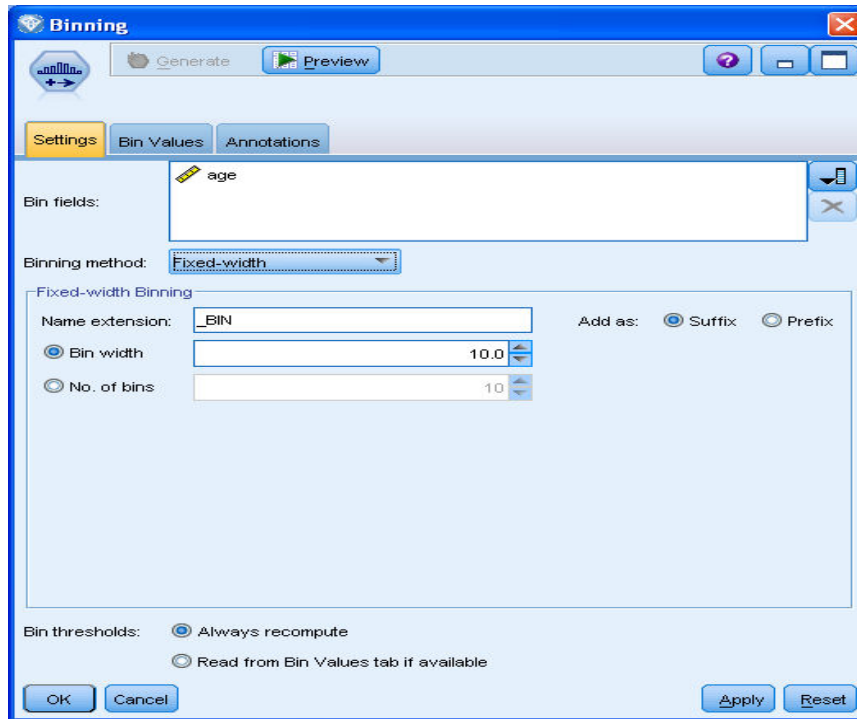 Binning
Generate Preview
Settings Bin Values Annotations
age
Bin fields:
Binning method: Fixed-width
Fixed-width Binning
Name extension: _BIN Add as: Suffix Prefix
Bin width 10.0
No. of bins 10
Bin thresholds: Always recompute
Read from Bin Values tab if available
OK Cancel Apply Reset